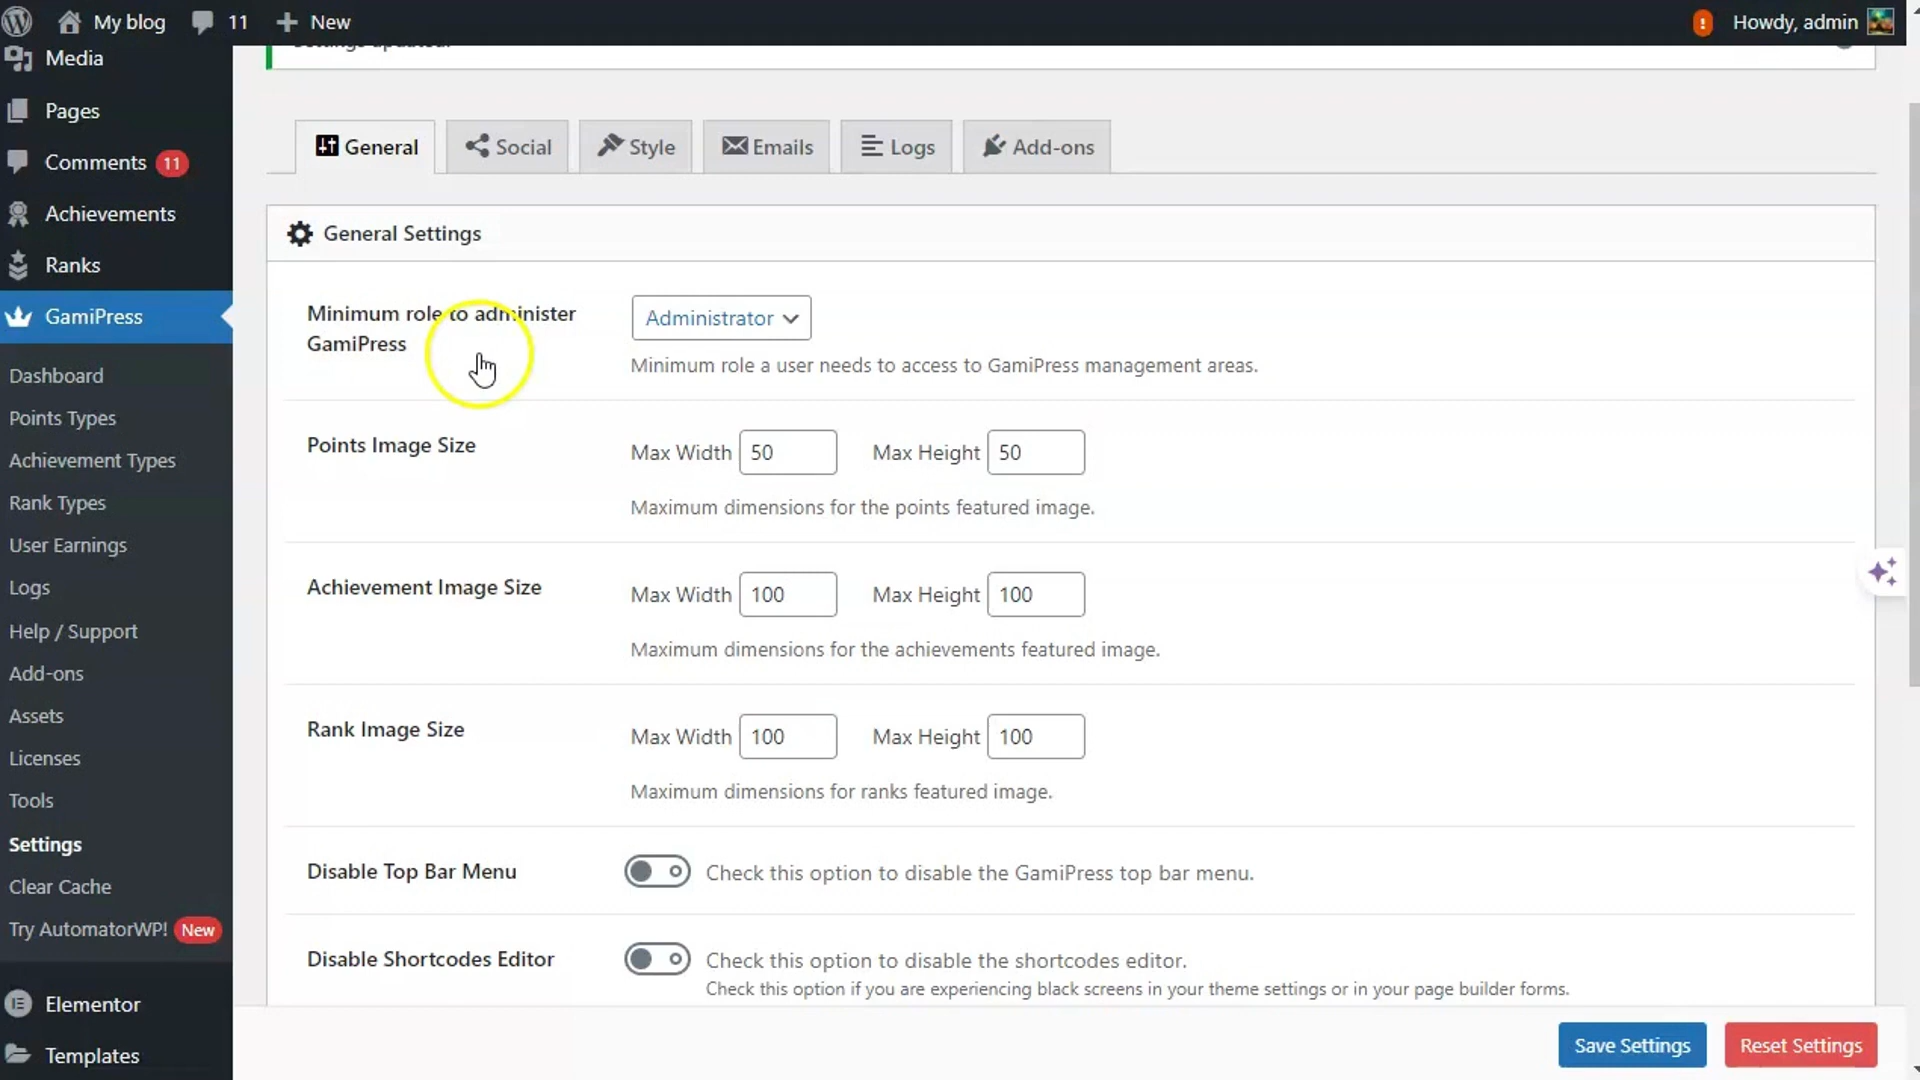 My blog
11
New
Howdy, admin
Media
Pages
Comments 11
Achievements
Ranks
GamiPress
Dashboard
Points Types
Achievement Types
Rank Types
User Earnings
Logs
Help / Support
Add-ons
Assets
Licenses
Tools
Settings
Clear Cache
Try AutomatorWP! New
Elementor
Templates
Settings updated.
General
Social
Style
Emails
Logs
Add-ons
General Settings
Minimum role to administer
GamiPress
Administrator
Minimum role a user needs to access to GamiPress management areas.
Points Image Size
Max Width 50 Max Height 50
Maximum dimensions for the points featured image.
Achievement Image Size
Max Width 100 Max Height 100
Maximum dimensions for the achievements featured image.
Rank Image Size
Max Width 100 Max Height 100
Maximum dimensions for ranks featured image.
Disable Top Bar Menu
Check this option to disable the GamiPress top bar menu.
Disable Shortcodes Editor
Check this option to disable the shortcodes editor.
Check this option if you are experiencing black screens in your theme settings or in your page builder forms.
Save Settings
Reset Settings